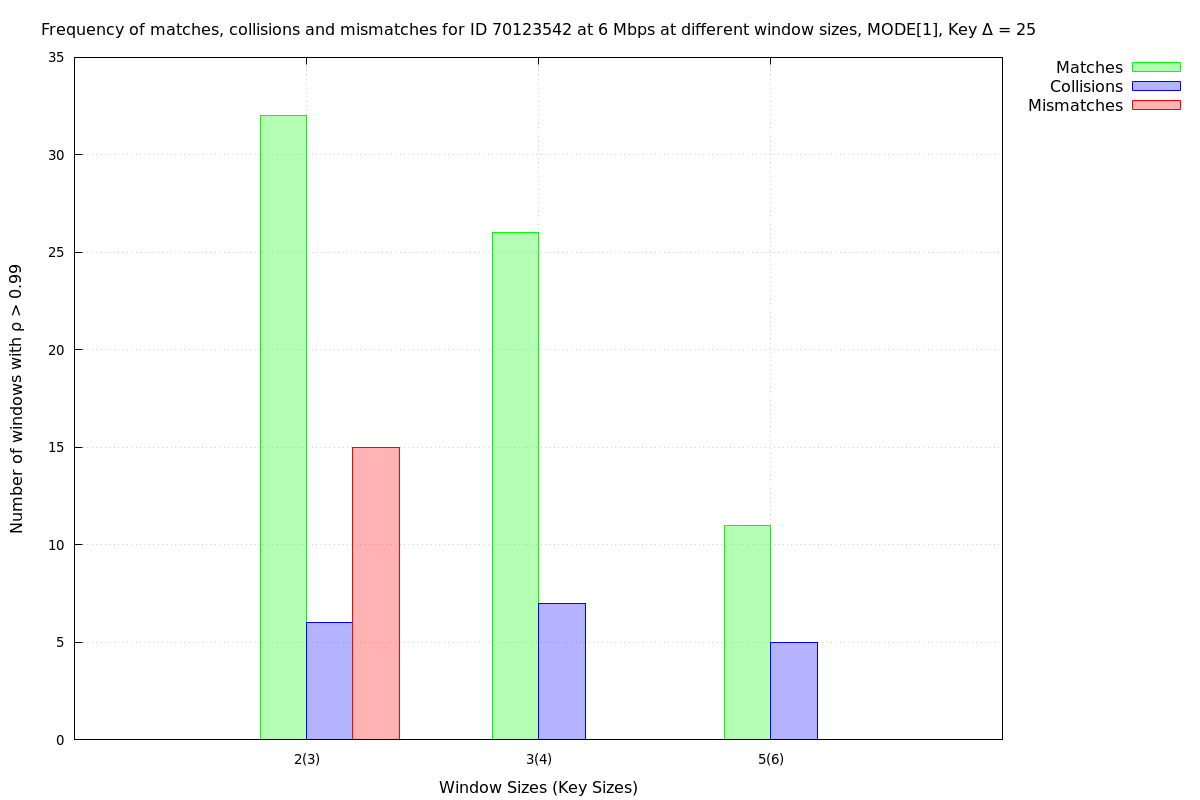 Frequency of matches, collisions and mismatches for ID 70123542 at 6 Mbps at different window sizes, MODE[1], Key Δ = 25
Matches
Collisions
Mismatches
Number of windows with ρ > 0.99
35
30
25
20
15
10
5
0
2(3) 3(4) 5(6)
Window Sizes (Key Sizes)